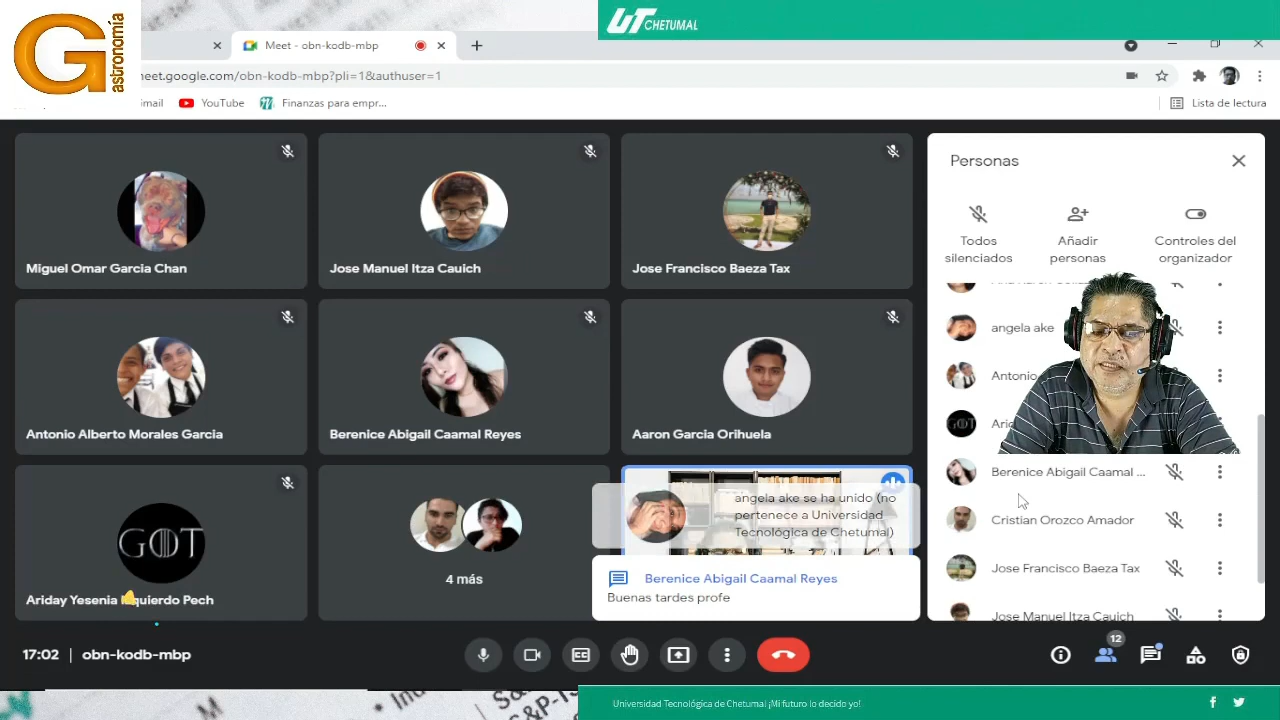 G
astronomía
UT CHETUMAL
Meet - obn-kodb-mbp
meet.google.com/obn-kodb-mbp?pli=1&authuser=1
YouTube
Finanzas para empr...
Lista de lectura
Miguel Omar Garcia Chan
Jose Manuel Itza Cauich
Jose Francisco Baeza Tax
Antonio Alberto Morales Garcia
Berenice Abigail Caamal Reyes
Aaron Garcia Orihuela
GOT
Ariday Yesenia Izquierdo Pech
4 más
angela ake se ha unido (no
pertenece a Universidad
Tecnológica de Chetumal)
Berenice Abigail Caamal Reyes
Buenas tardes profe
Personas
Todos
silenciados
Añadir
personas
Controles del
organizador
angela ake
Antonio
GOT
Berenice Abigail Caamal ...
Cristian Orozco Amador
Jose Francisco Baeza Tax
Jose Manuel Itza Cauich
17:02 | obn-kodb-mbp
12
S&P
Universidad Tecnológica de Chetumal ¡Mi futuro lo decido yo!